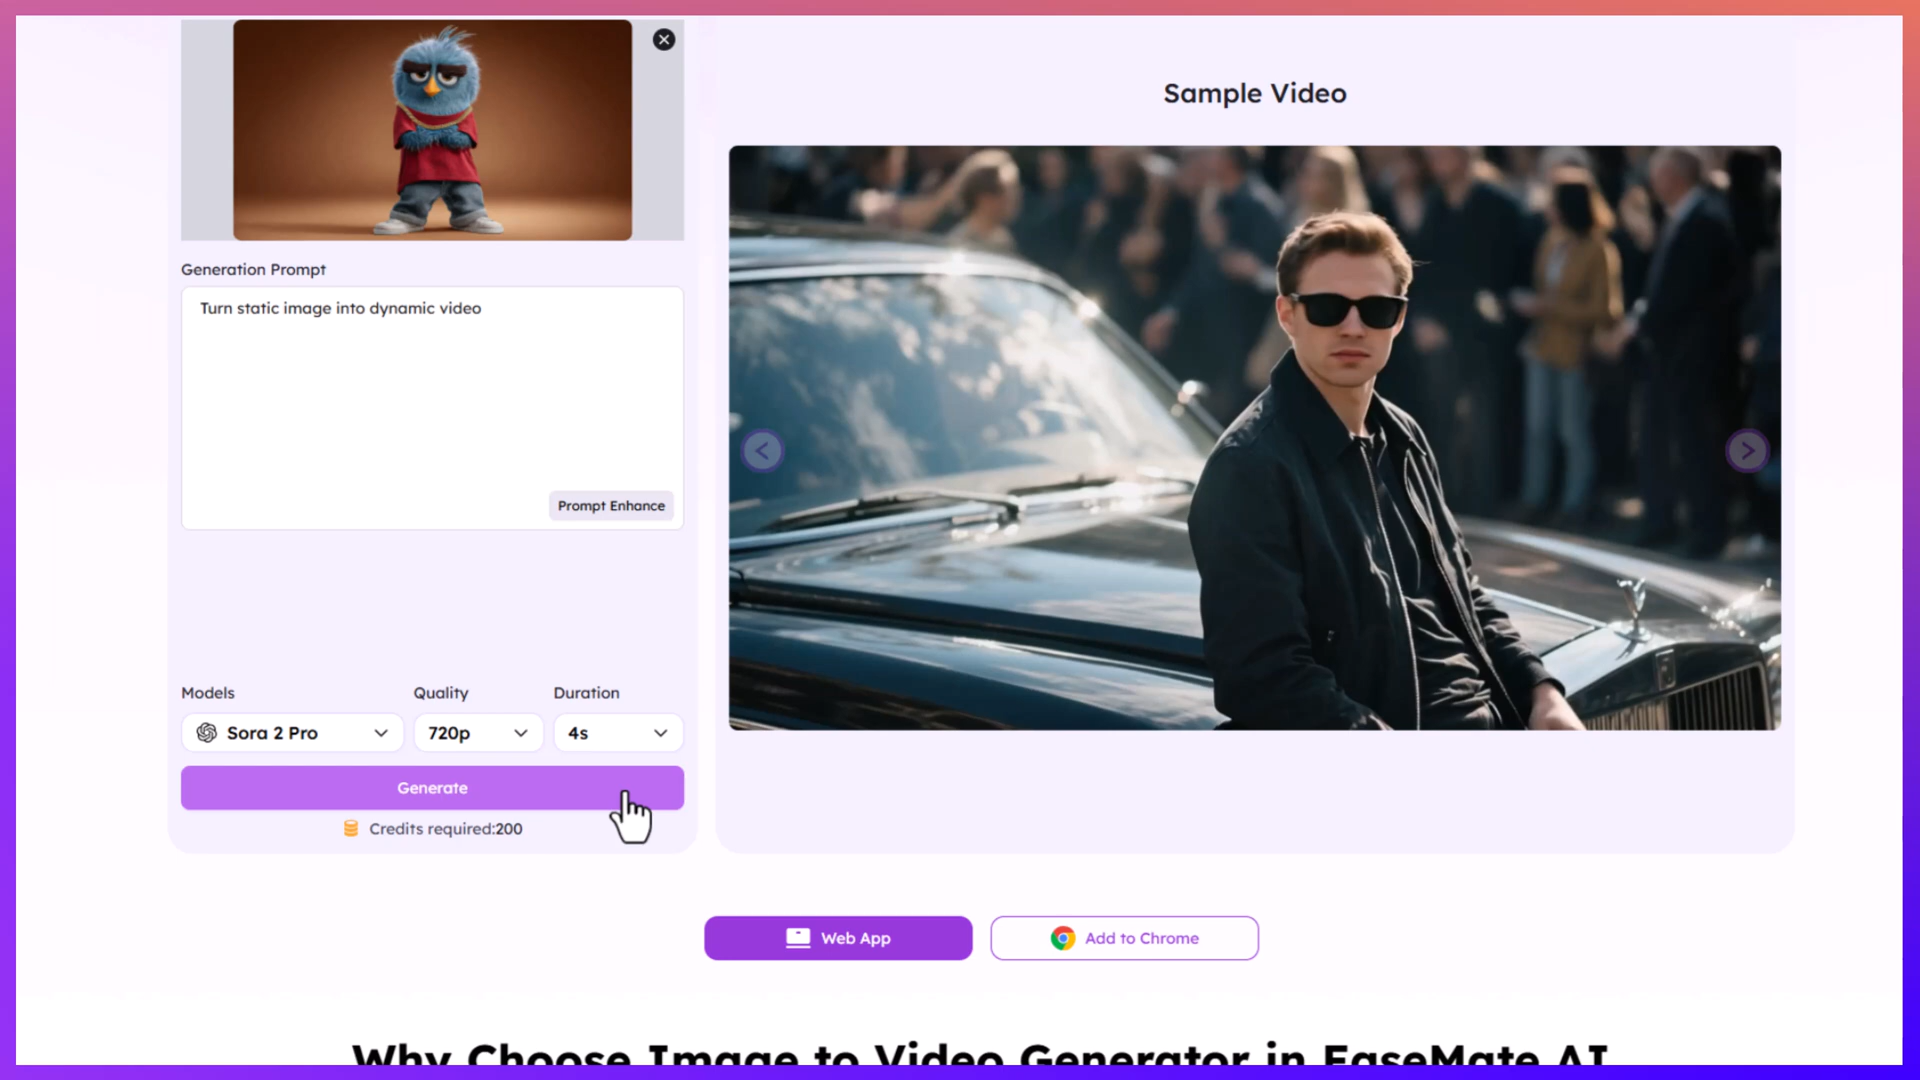 Sample Video
Generation Prompt
Turn static image into dynamic video
Prompt Enhance
Models
Quality
Duration
Sora 2 Pro
720p
4s
Generate
Credits required:200
Web App
Add to Chrome
Why Choose Image to Video Generator in EaseMate AI